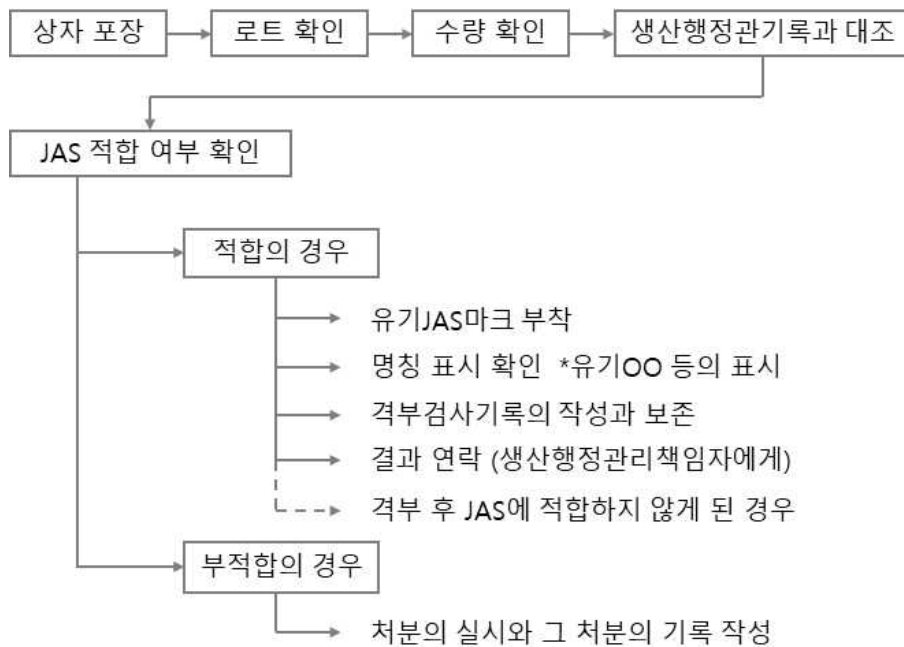 상자 포장 로트 확인 수량 확인 생산행정관기록과 대조
JAS 적합 여부 확인
적합의 경우
유기JAS마크 부착
명칭 표시 확인 *유기OO 등의 표시
격부검사기록의 작성과 보존
결과 연락 (생산행정관리책임자에게)
격부 후 JAS에 적합하지 않게 된 경우
부적합의 경우
처분의 실시와 그 처분의 기록 작성